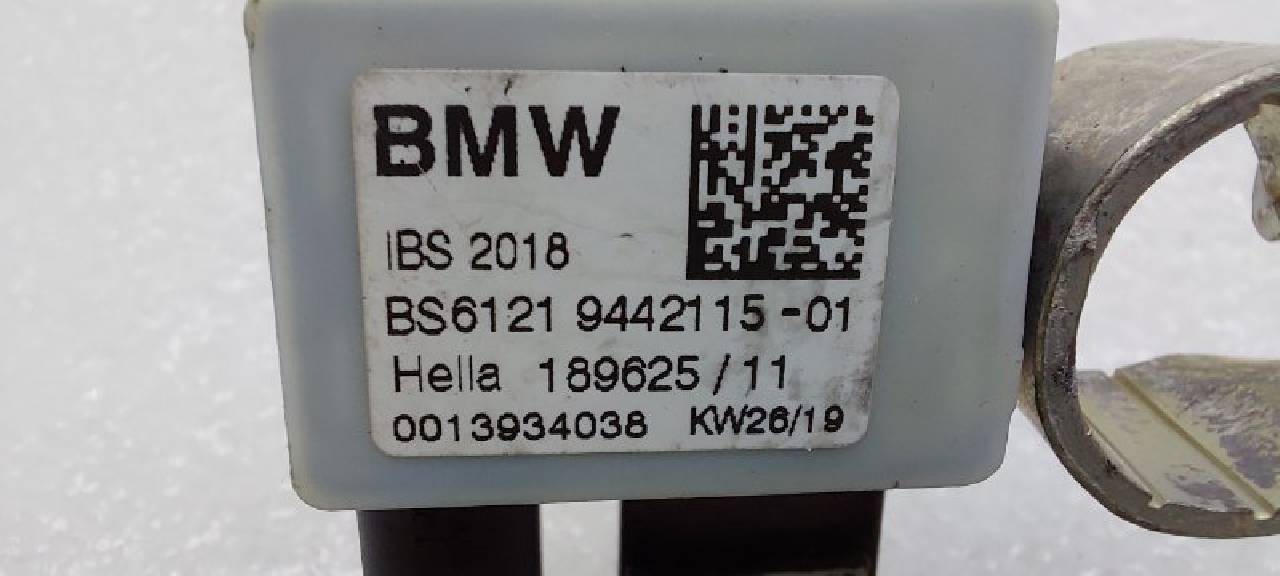 BMW
IBS 2018
BS6121 9442115-01
Hella 189625/11
0013934038 KW26/19